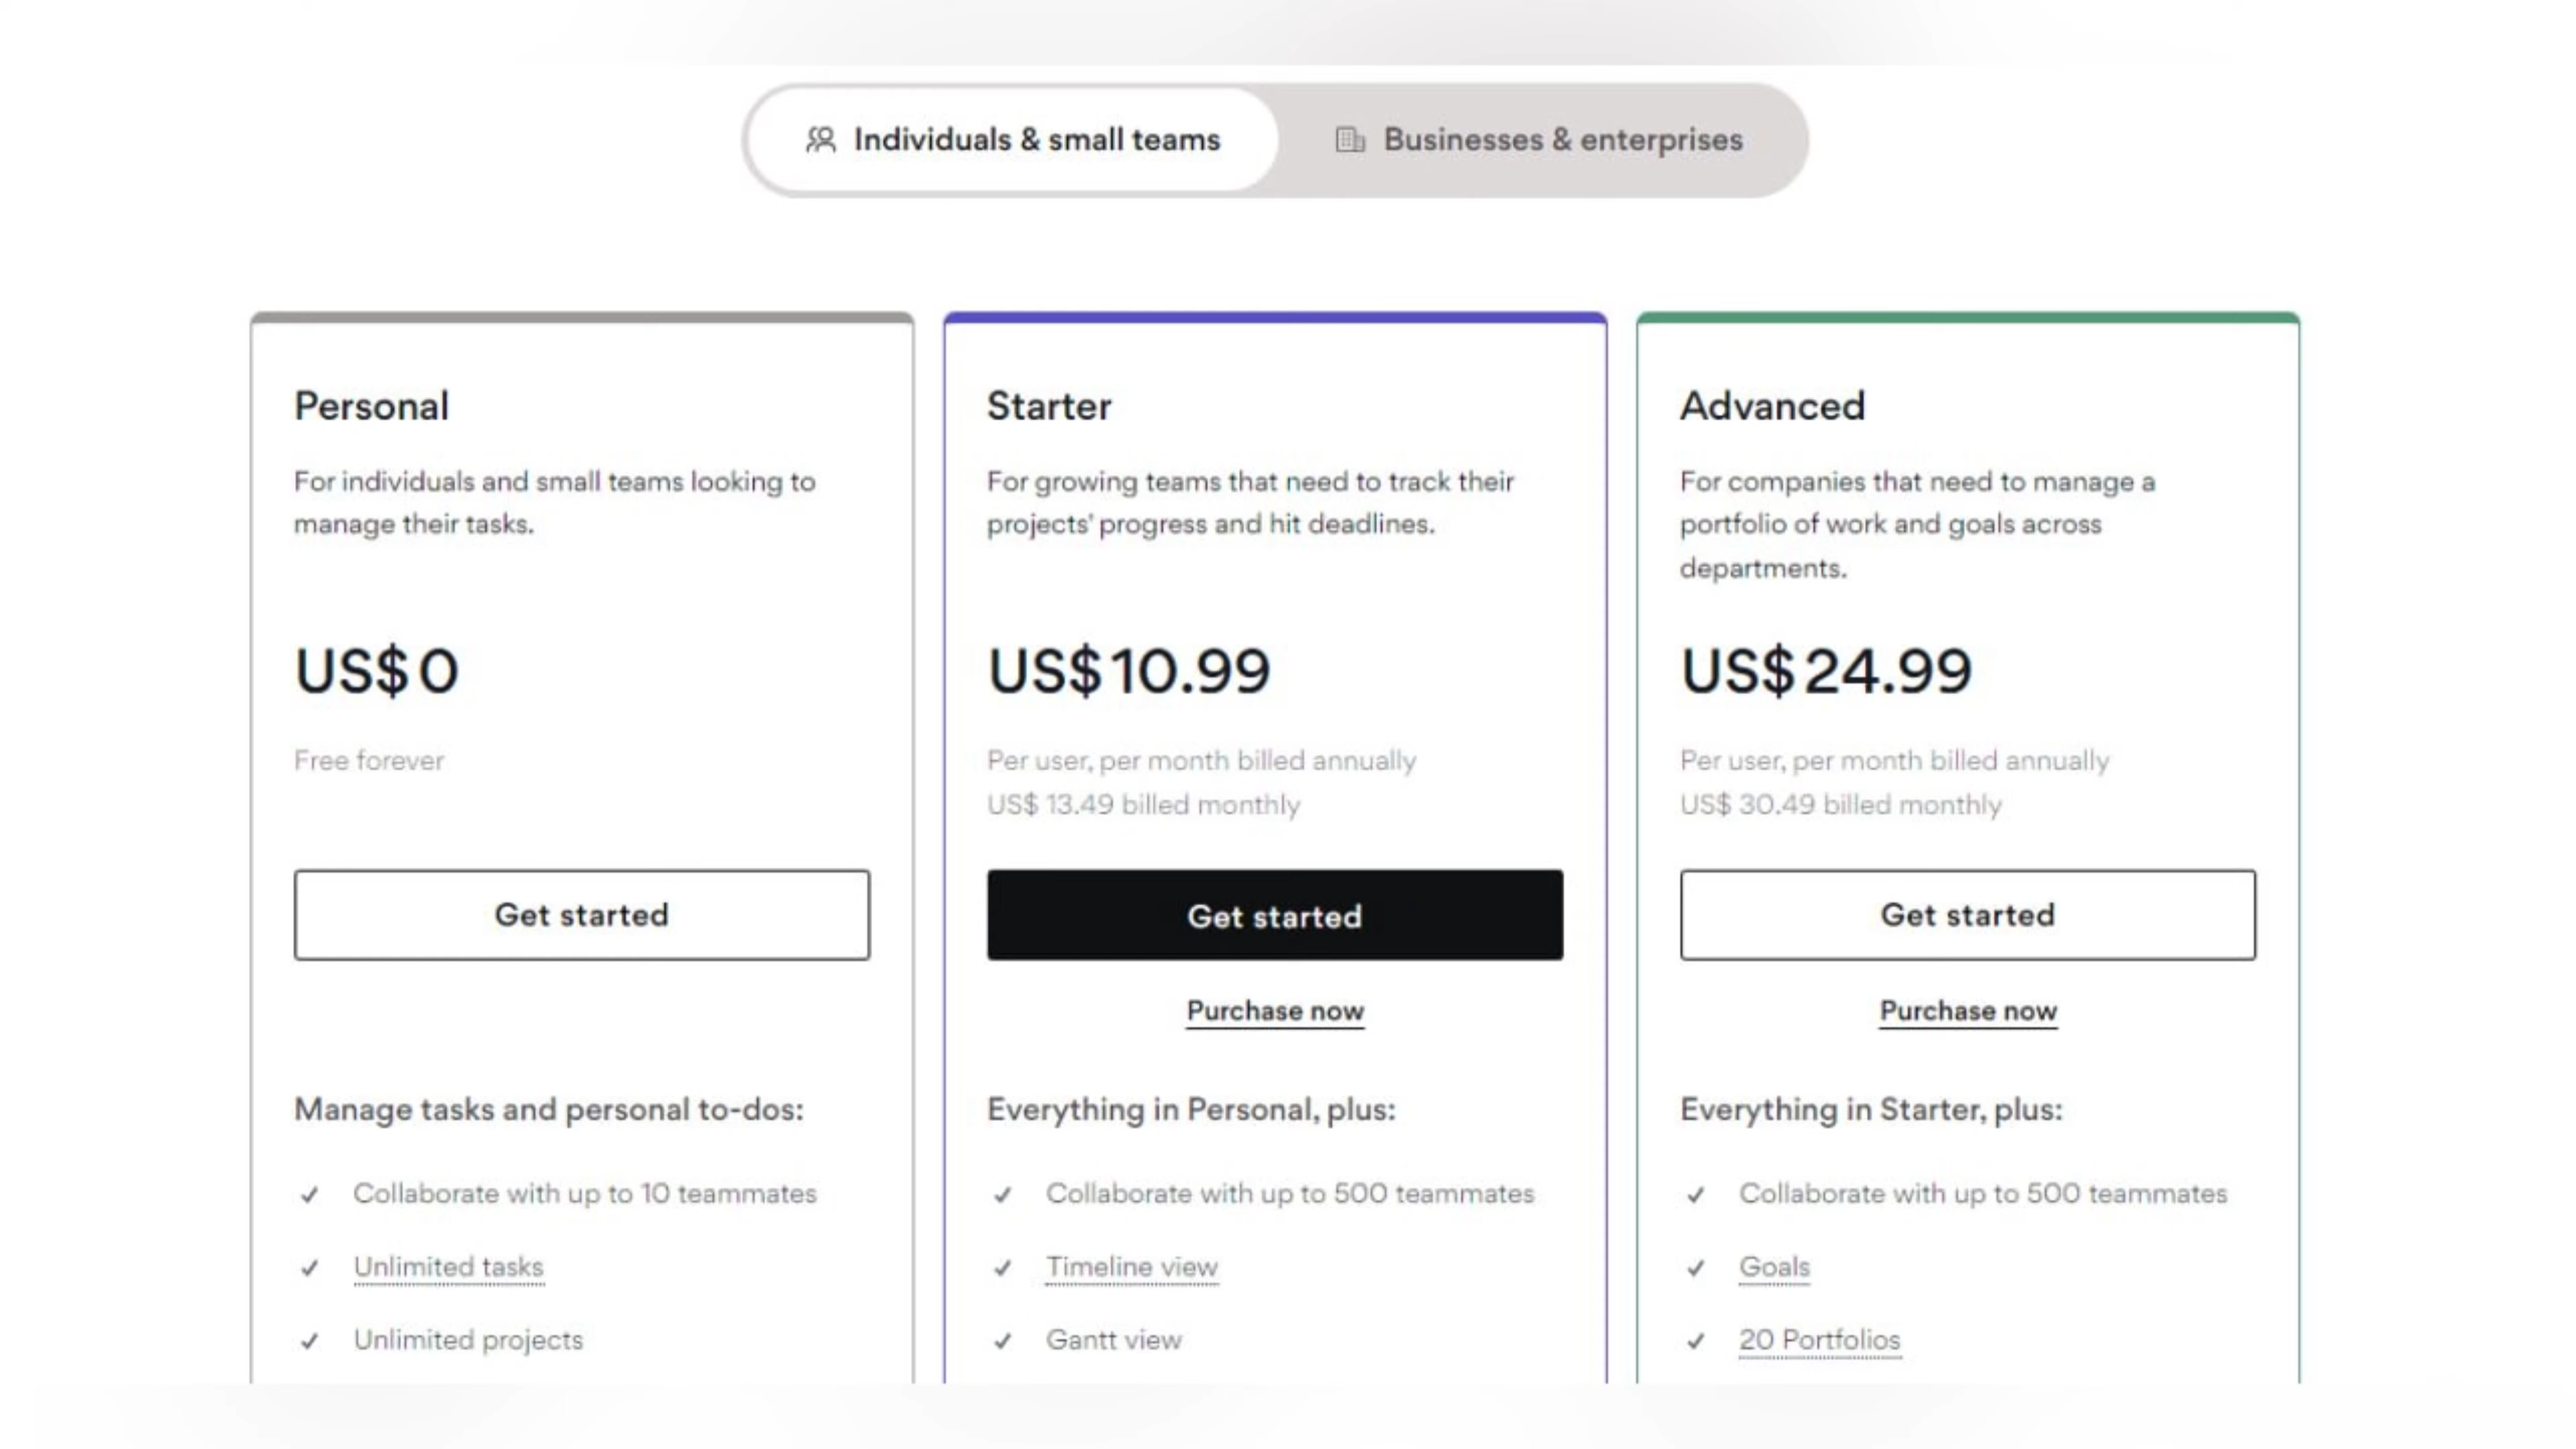 Individuals & small teams
Businesses & enterprises
Personal
For individuals and small teams looking to
manage their tasks.
US$0
Free forever
Get started
Manage tasks and personal to-dos:
Collaborate with up to 10 teammates
Unlimited tasks
Unlimited projects
Starter
For growing teams that need to track their
projects' progress and hit deadlines.
US$10.99
Per user, per month billed annually
US$ 13.49 billed monthly
Get started
Purchase now
Everything in Personal, plus:
Collaborate with up to 500 teammates
Timeline view
Gantt view
Advanced
For companies that need to manage a
portfolio of work and goals across
departments.
US$24.99
Per user, per month billed annually
US$ 30.49 billed monthly
Get started
Purchase now
Everything in Starter, plus:
Collaborate with up to 500 teammates
Goals
20 Portfolios